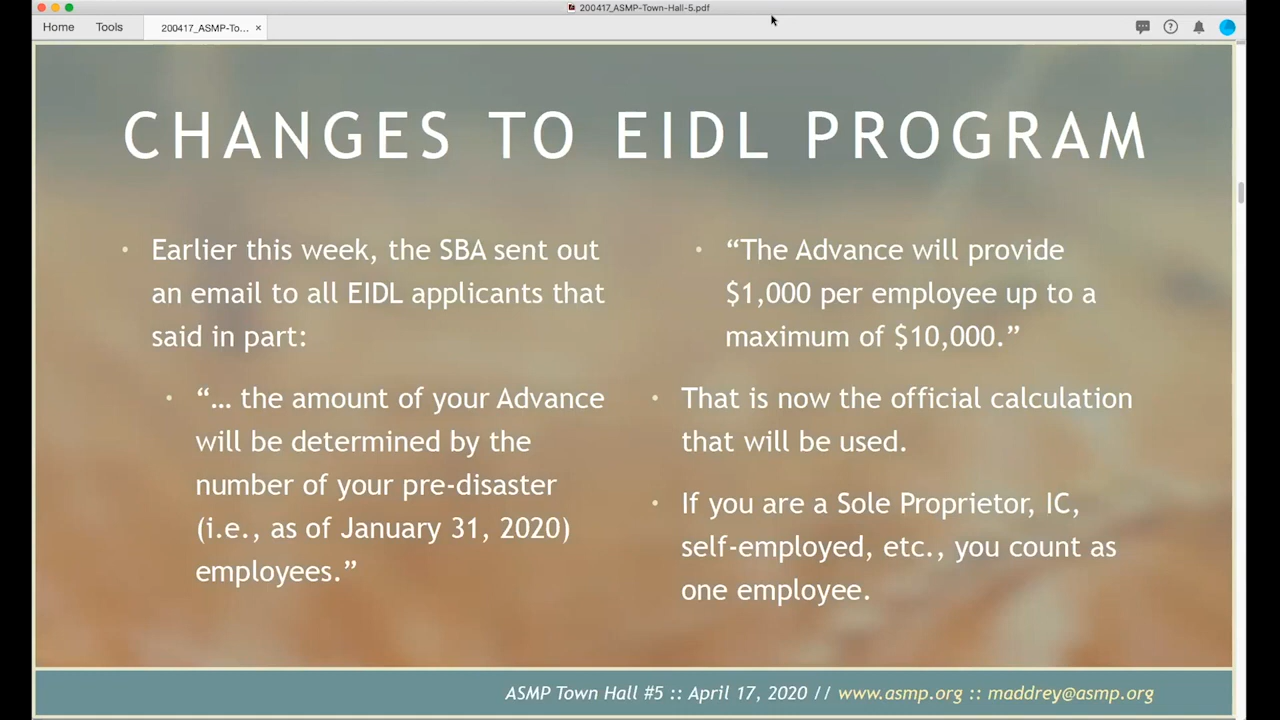 200417_ASMP-Town-Hall-5.pdf
Home
Tools
200417_ASMP-To... ×
CHANGES TO EIDL PROGRAM
• Earlier this week, the SBA sent out
an email to all EIDL applicants that
said in part:
• “… the amount of your Advance
will be determined by the
number of your pre-disaster
(i.e., as of January 31, 2020)
employees.”
• “The Advance will provide
$1,000 per employee up to a
maximum of $10,000.”
• That is now the official calculation
that will be used.
• If you are a Sole Proprietor, IC,
self-employed, etc., you count as
one employee.
ASMP Town Hall #5 :: April 17, 2020 // www.asmp.org :: maddrey@asmp.org